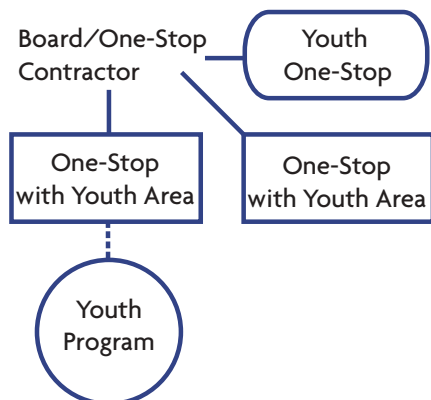 Board/One-Stop
Contractor
Youth
One-Stop
One-Stop
with Youth Area
One-Stop
with Youth Area
Youth
Program